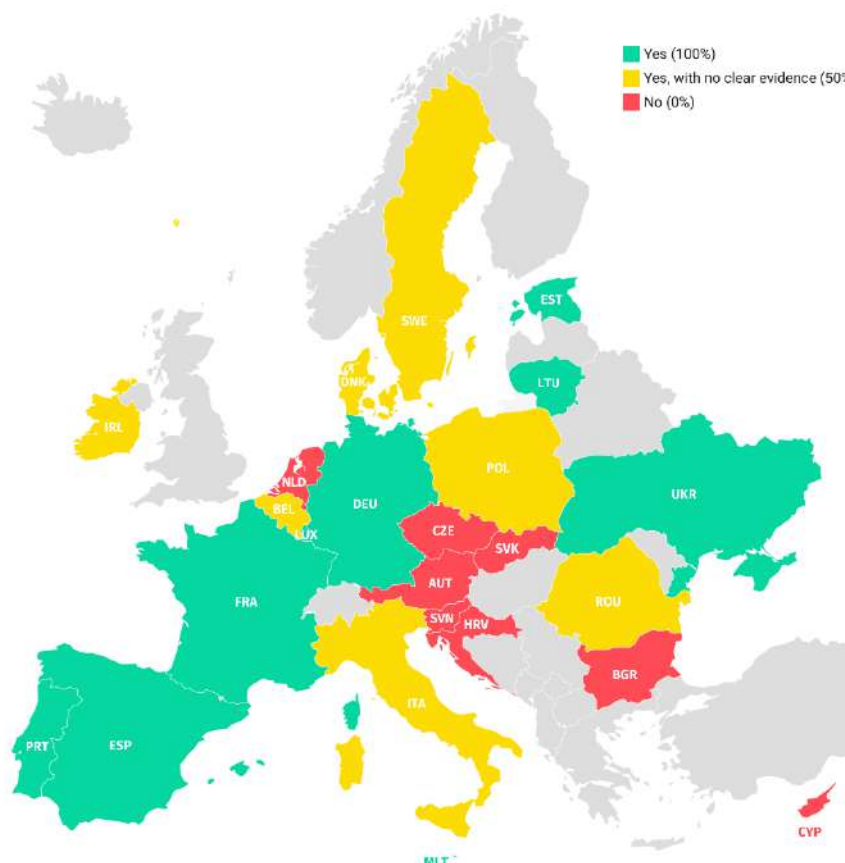 Yes (100%)
Yes, with no clear evidence (50%
No (0%)
SWE
EST
DNK
LTU
IRL
NLD
POL
BEL
DEU
UKR
LUX
CZE
SVK
AUT
FRA
ROU
SVN
HRV
BGR
ITA
PRT
ESP
CYP
MLT